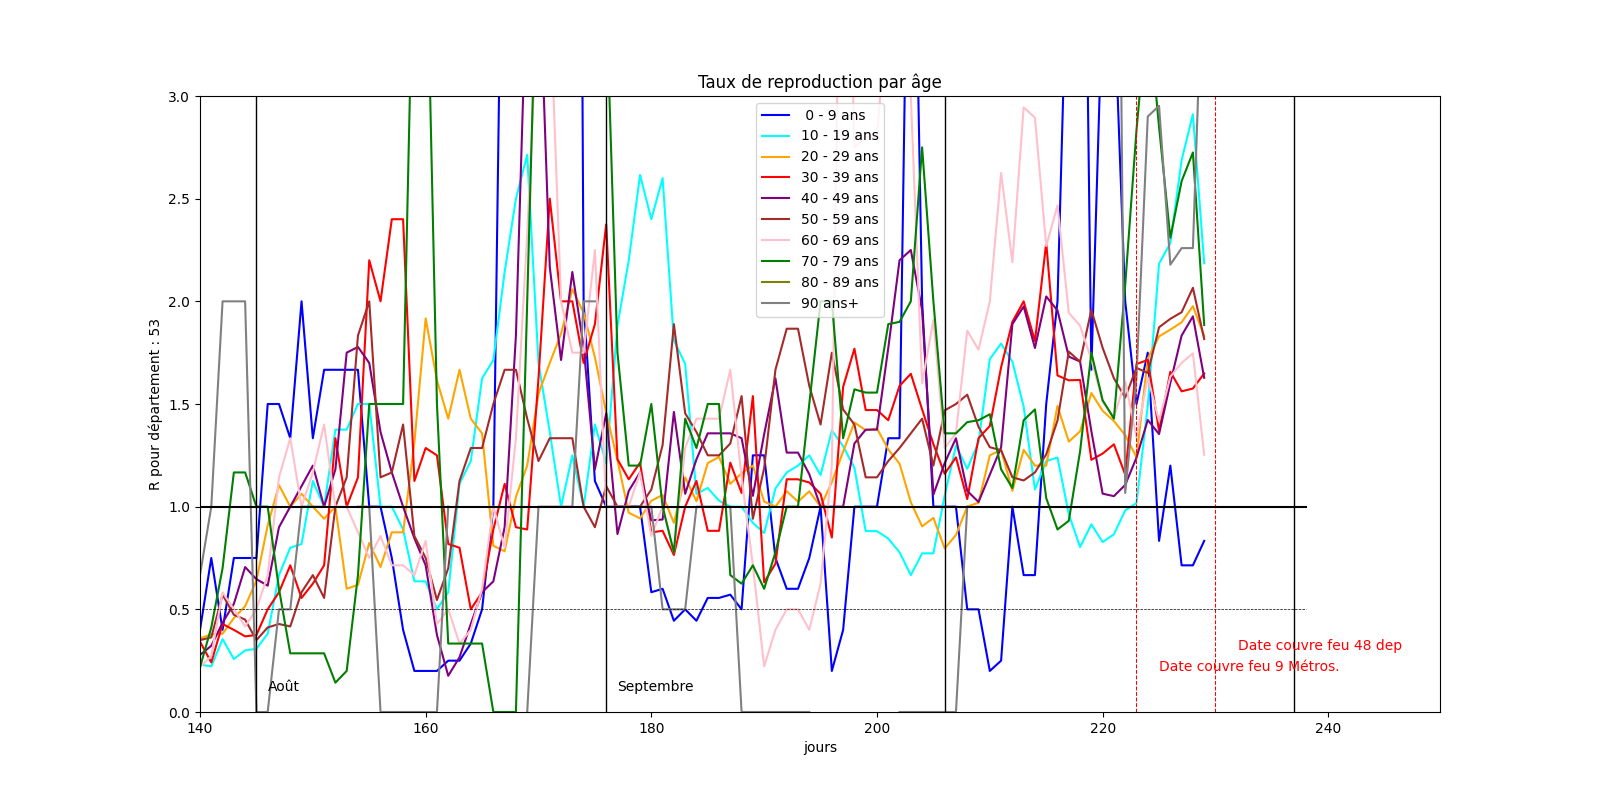 Taux de reproduction par âge
R pour département : 53
3.0
2.5
2.0
1.5
1.0
0.5
0.0
0 - 9 ans
10 - 19 ans
20 - 29 ans
30 - 39 ans
40 - 49 ans
50 - 59 ans
60 - 69 ans
70 - 79 ans
80 - 89 ans
90 ans+
Date couvre feu 48 dep
Date couvre feu 9 Métros.
Août
Septembre
140
160
180
200
220
240
jours